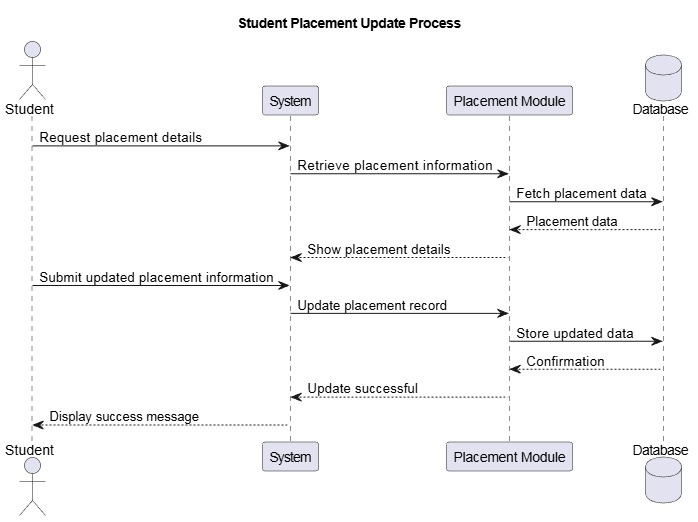 Student Placement Update Process
Student
System
Placement Module
Database
Request placement details
Retrieve placement information
Fetch placement data
Placement data
Show placement details
Submit updated placement information
Update placement record
Store updated data
Confirmation
Update successful
Display success message
Student
System
Placement Module
Database